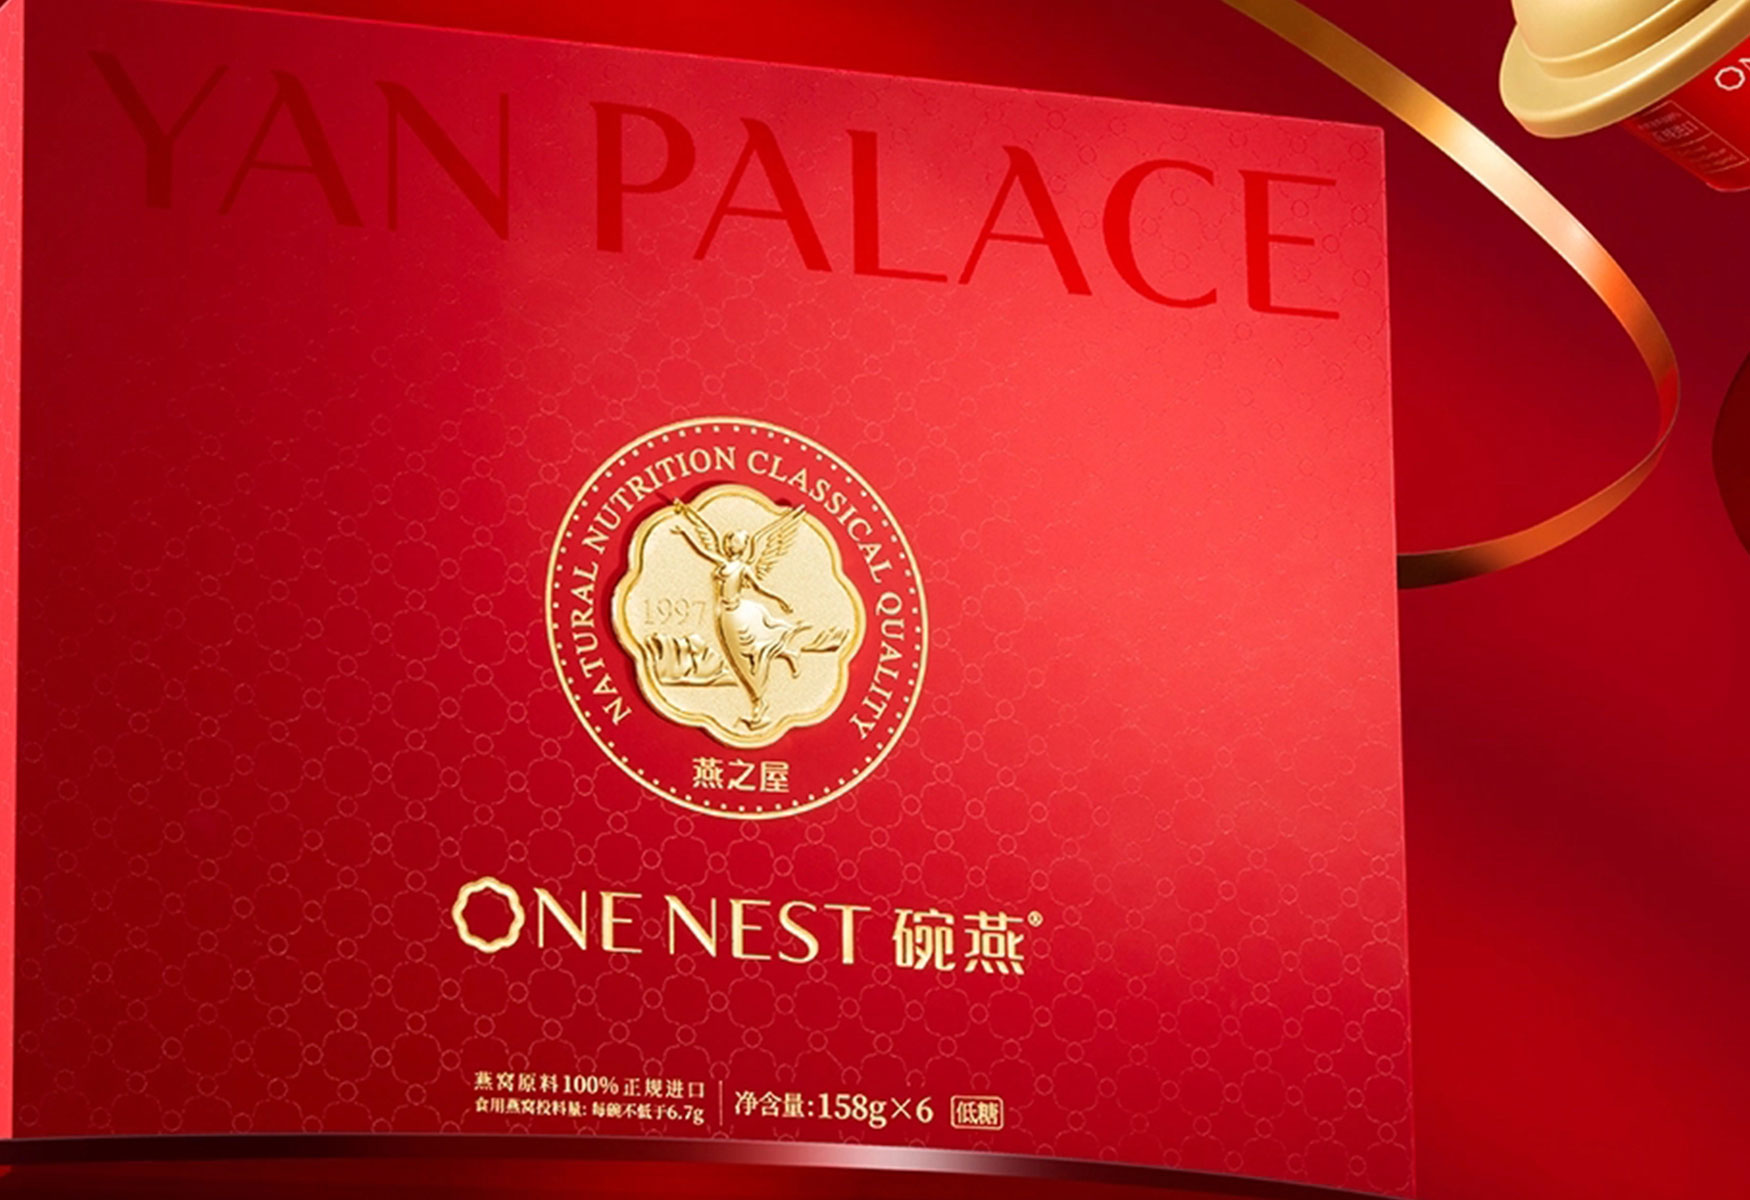 YAN PALACE
NATURAL NUTRITION CLASSICAL QUALITY
1997
燕之屋
ONE NEST 碗燕®
燕窝原料100%正规进口
食用燕窝投料量: 每碗不低于6.7g
净含量:158g×6
低糖
ON